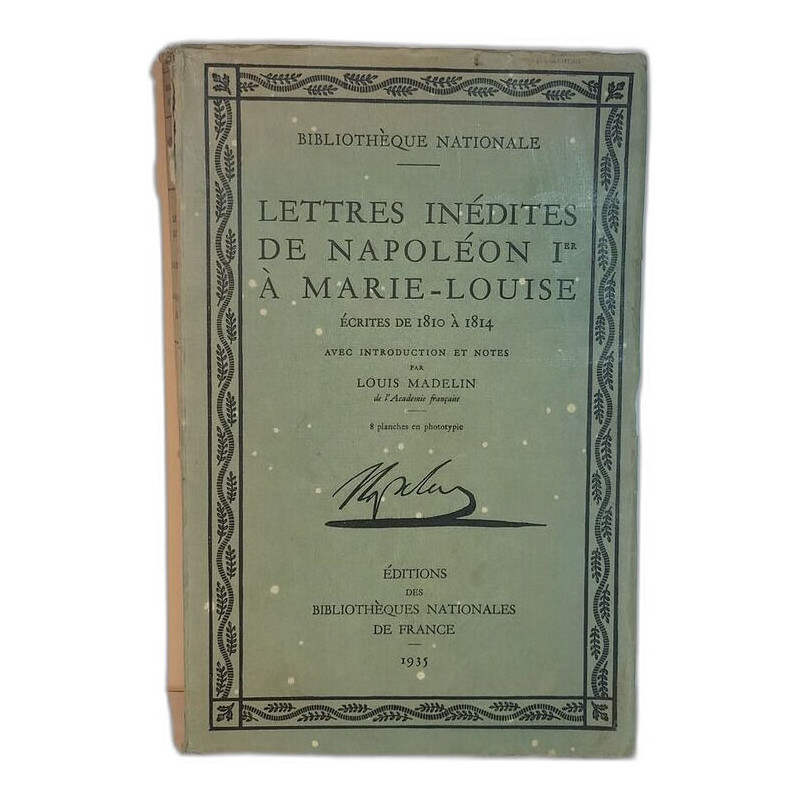 BIBLIOTHÈQUE NATIONALE
LETTRES INÉDITES
DE NAPOLÉON IER
À MARIE-LOUISE
ÉCRITES DE 1810 À 1814
AVEC INTRODUCTION ET NOTES
PAR
LOUIS MADELIN
de l'Académie française
8 planches en phototypie
ÉDITIONS
DES
BIBLIOTHÈQUES NATIONALES
DE FRANCE
1935